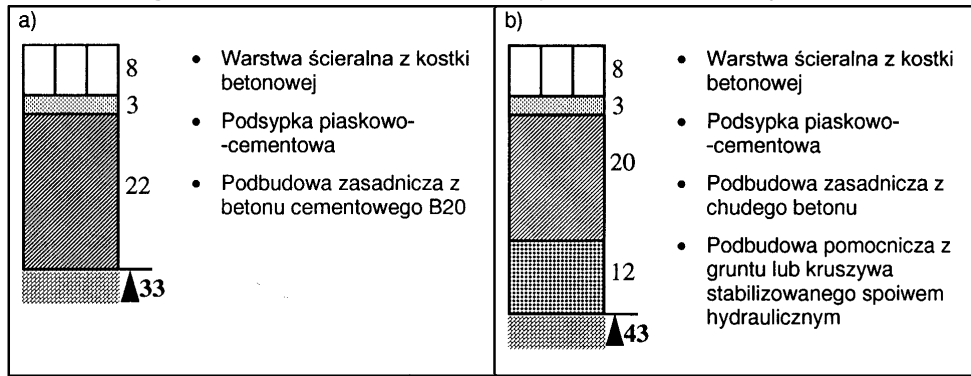 a)
8
3
22
33
• Warstwa ścieralna z kostki
betonowej
• Podsypka piaskowo-
-cementowa
• Podbudowa zasadnicza z
betonu cementowego B20
b)
8
3
20
12
43
• Warstwa ścieralna z kostki
betonowej
• Podsypka piaskowo-
-cementowa
• Podbudowa zasadnicza z
chudego betonu
• Podbudowa pomocnicza z
gruntu lub kruszywa
stabilizowanego spoiwem
hydraulicznym